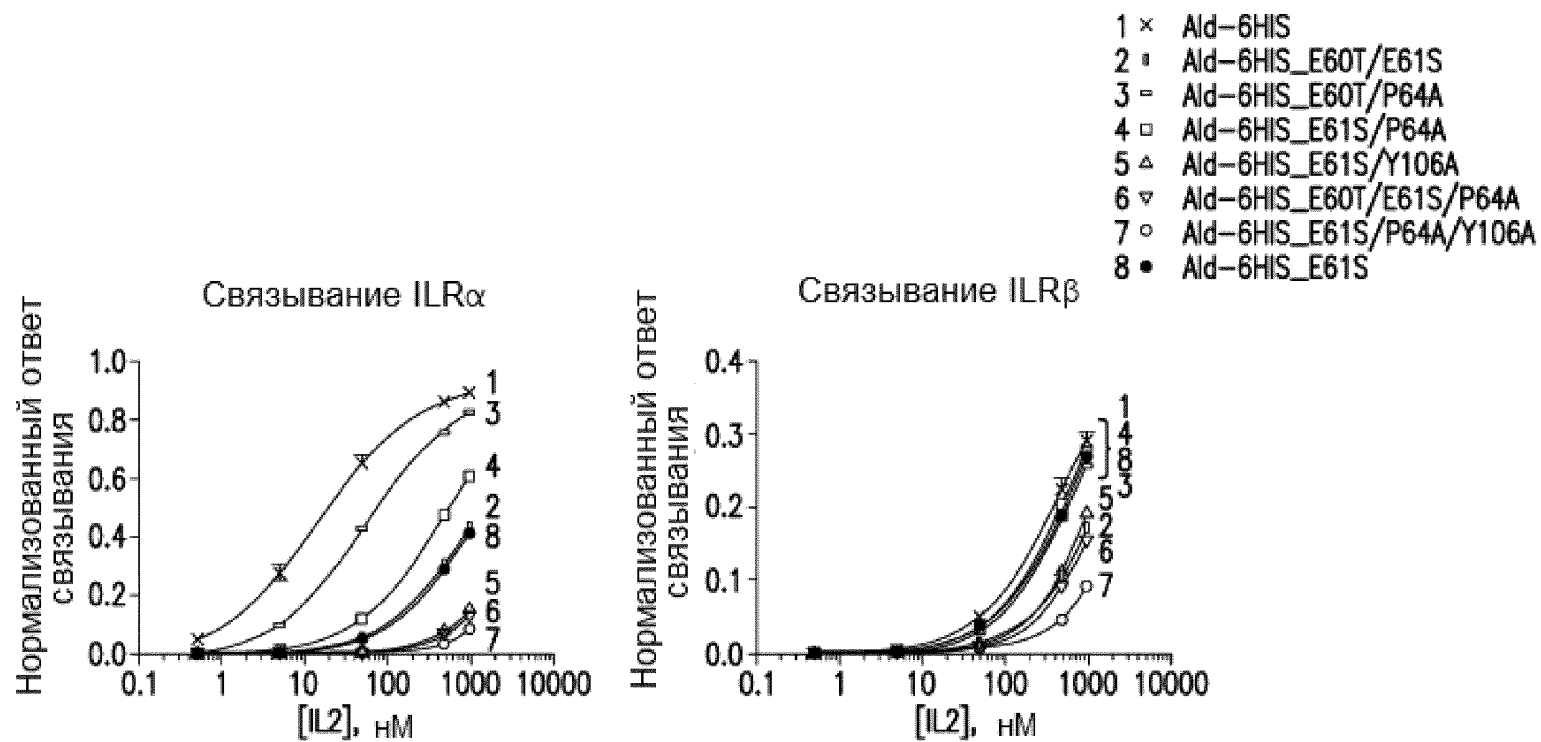 1 × Ald-6HIS
2 Ald-6HIS_E60T/E61S
3 Ald-6HIS_E60T/P64A
4 □ Ald-6HIS_E61S/P64A
5 △ Ald-6HIS_E61S/Y106A
6 ▽ Ald-6HIS_E60T/E61S/P64A
7 ○ Ald-6HIS_E61S/P64A/Y106A
8 ● Ald-6HIS_E61S
Связывание ILRα
Нормализованный ответ
связывания
1.0
0.8
0.6
0.4
0.2
0.0
0.1 1 10 100 1000 10000
[IL2], нМ
1
3
4
2
8
5
6
7
Связывание ILRβ
Нормализованный ответ
связывания
0.4
0.3
0.2
0.1
0.0
0.1 1 10 100 1000 10000
[IL2], нМ
1
4
8
3
5
2
6
7